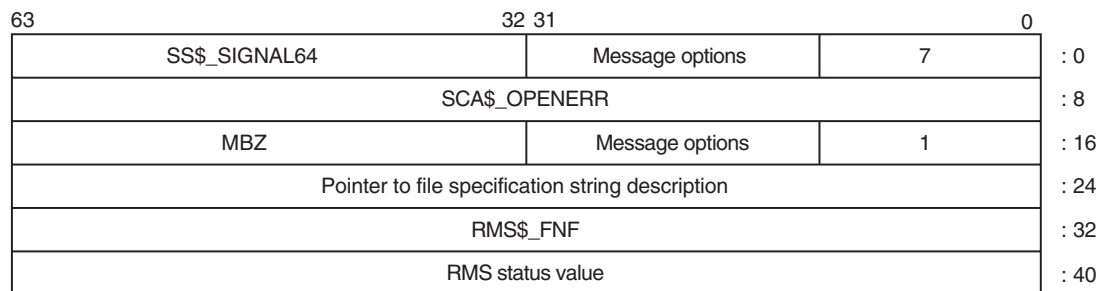 63 32 31 0
SS$_SIGNAL64 Message options 7 : 0
SCA$_OPENERR : 8
MBZ Message options 1 : 16
Pointer to file specification string description : 24
RMS$_FNF : 32
RMS status value : 40